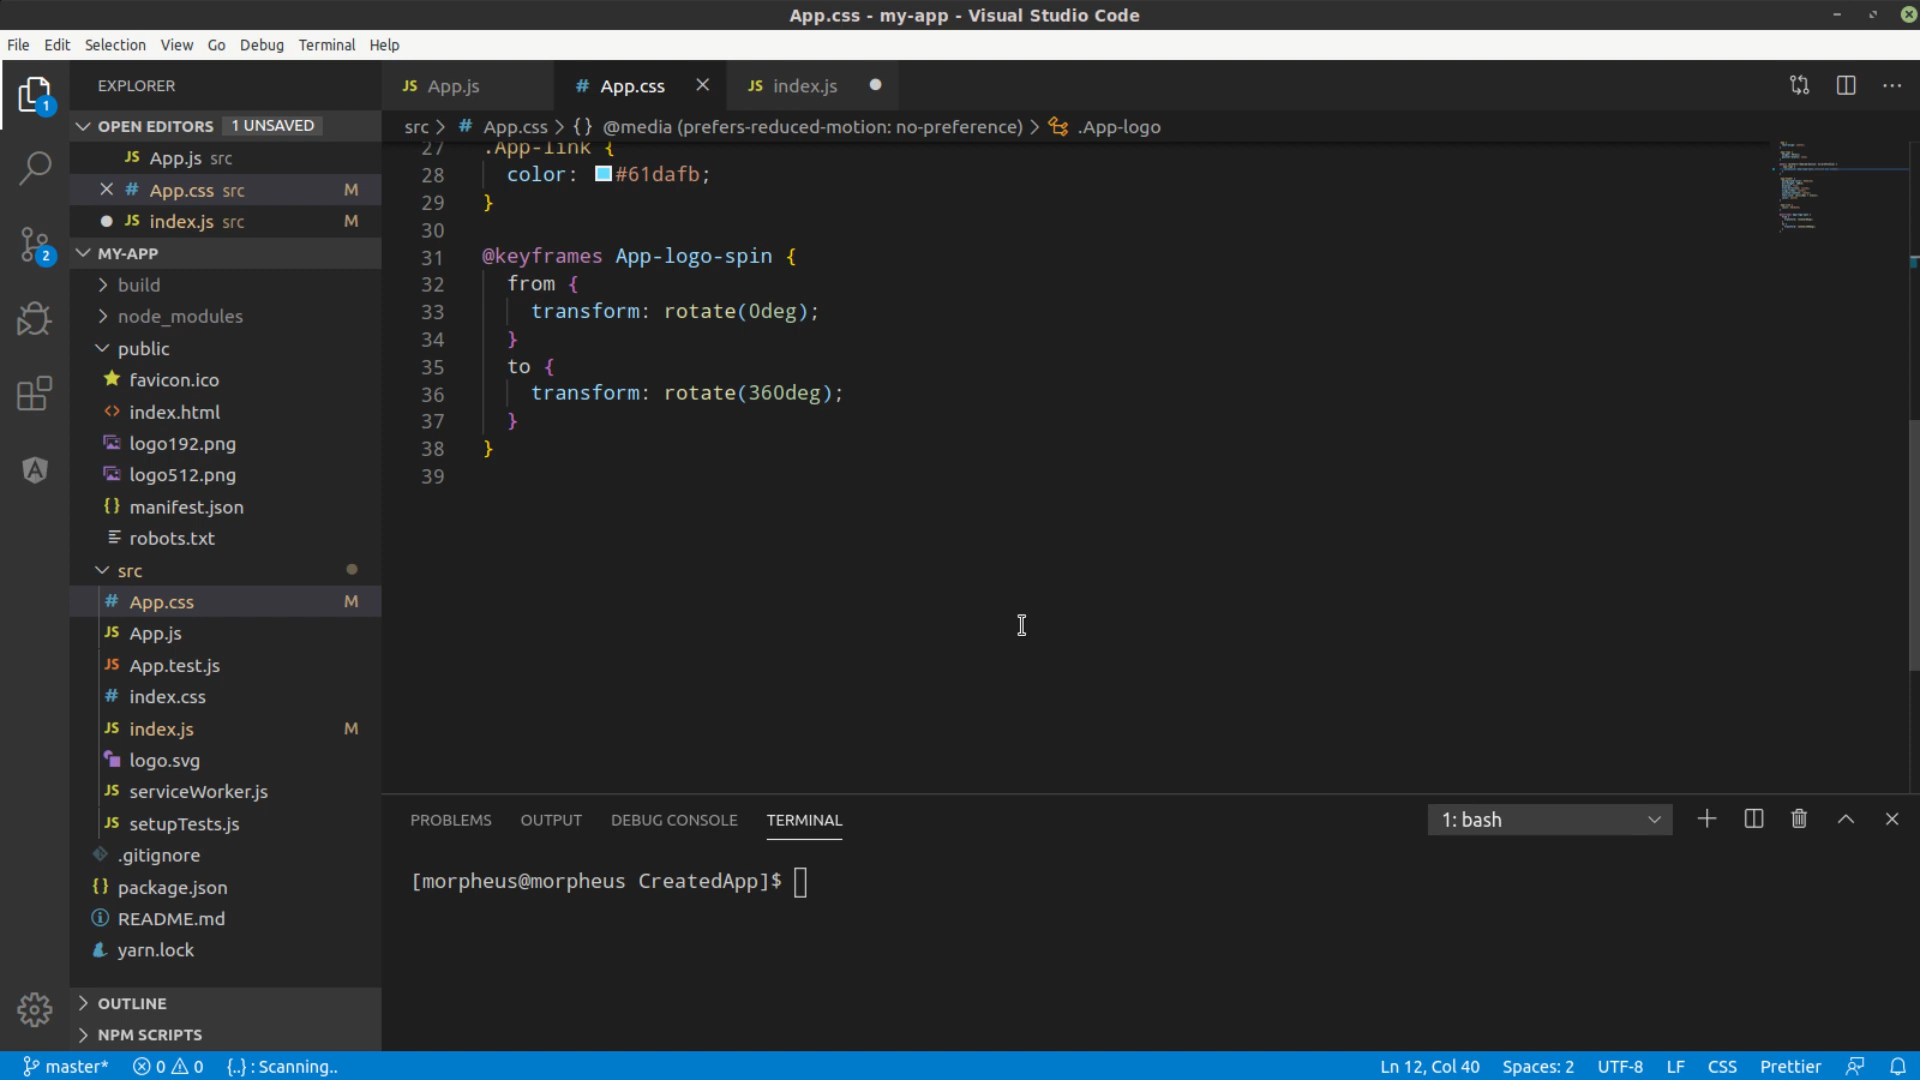 App.css - my-app - Visual Studio Code
File Edit Selection View Go Debug Terminal Help
EXPLORER
OPEN EDITORS 1 UNSAVED
JS App.js src
# App.css src M
JS index.js src M
MY-APP
build
node_modules
public
favicon.ico
<> index.html
logo192.png
logo512.png
{} manifest.json
robots.txt
src
# App.css M
JS App.js
JS App.test.js
# index.css
JS index.js M
logo.svg
JS serviceWorker.js
JS setupTests.js
.gitignore
{} package.json
README.md
yarn.lock
OUTLINE
NPM SCRIPTS
1
2
JS App.js # App.css JS index.js
src > # App.css > {} @media (prefers-reduced-motion: no-preference) > .App-logo
27 .App-link {
28 color: #61dafb;
29 }
30
31 @keyframes App-logo-spin {
32 from {
33 transform: rotate(0deg);
34 }
35 to {
36 transform: rotate(360deg);
37 }
38 }
39
PROBLEMS OUTPUT DEBUG CONSOLE TERMINAL 1: bash
[morpheus@morpheus CreatedApp]$
master* 0 0 {..} : Scanning.. Ln 12, Col 40 Spaces: 2 UTF-8 LF CSS Prettier